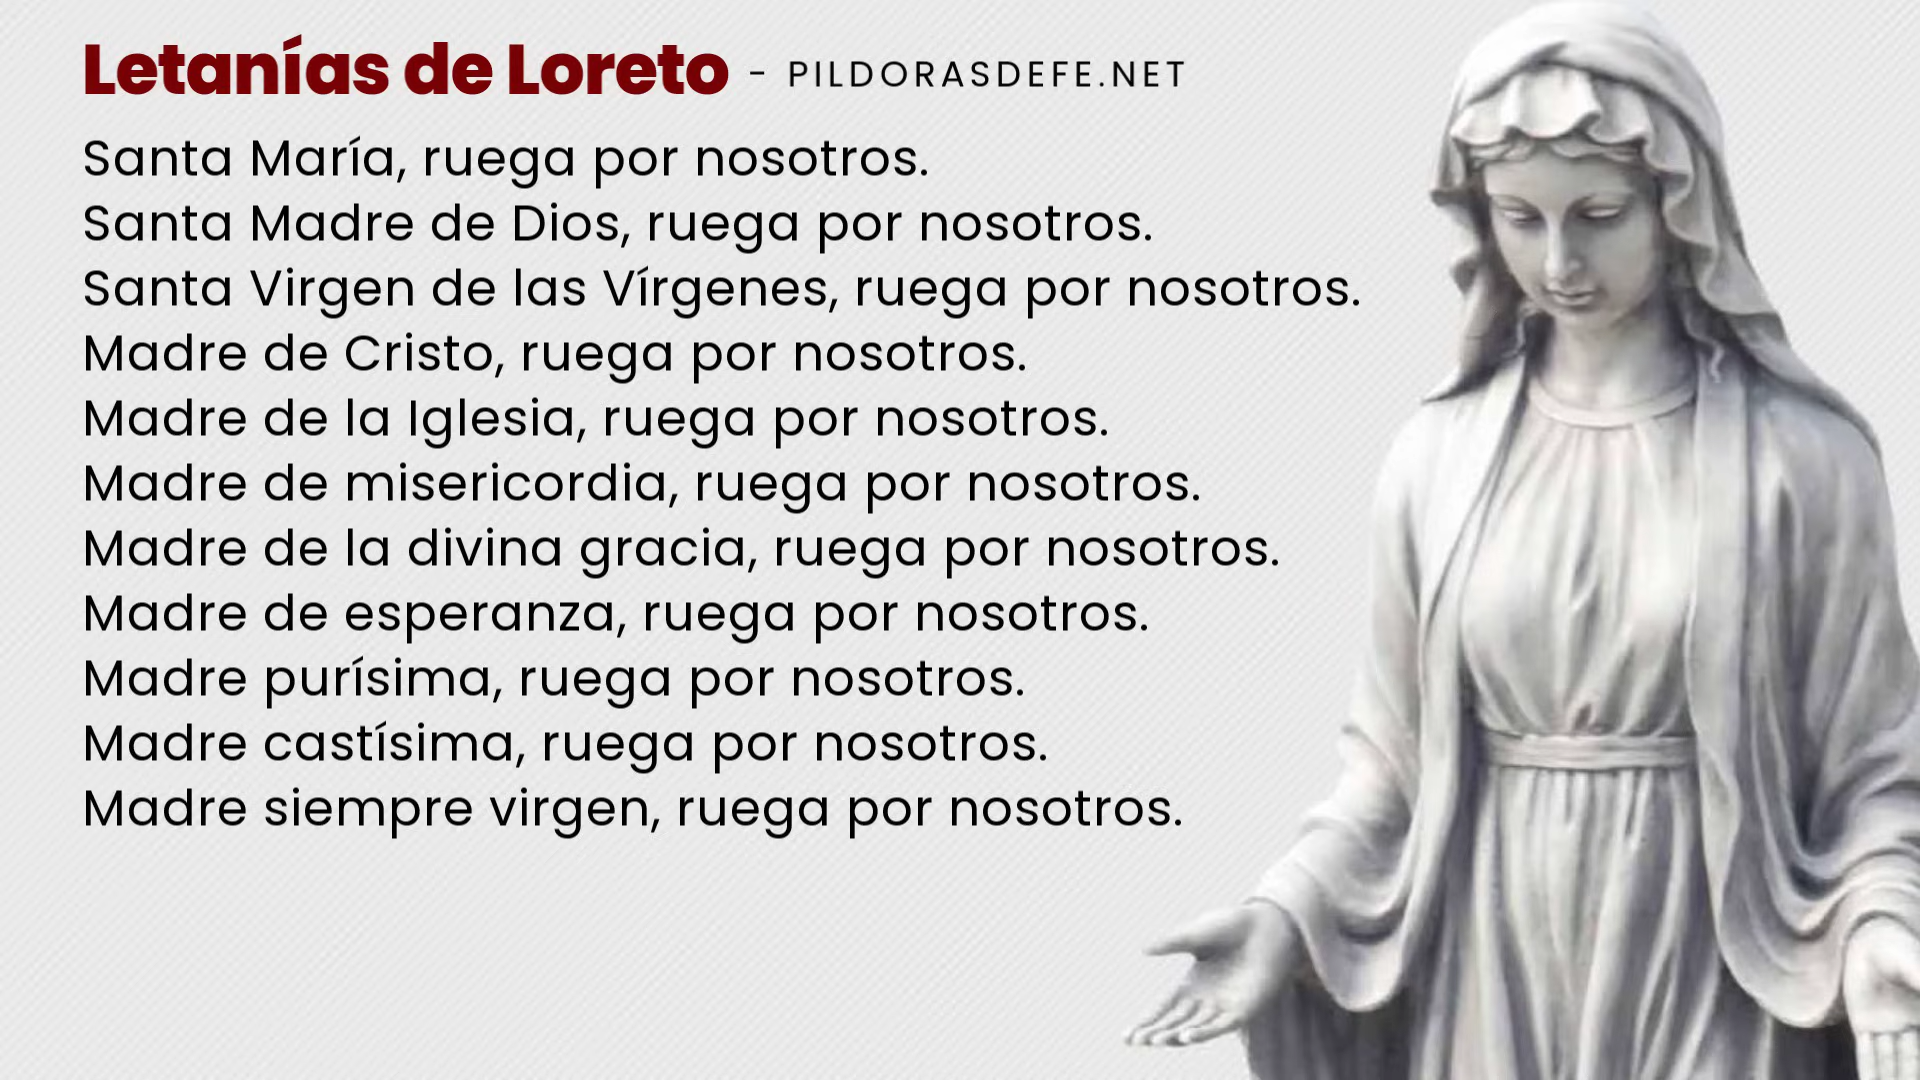 Letanías de Loreto - PILDORASDEFE.NET
Santa María, ruega por nosotros.
Santa Madre de Dios, ruega por nosotros.
Santa Virgen de las Vírgenes, ruega por nosotros.
Madre de Cristo, ruega por nosotros.
Madre de la Iglesia, ruega por nosotros.
Madre de misericordia, ruega por nosotros.
Madre de la divina gracia, ruega por nosotros.
Madre de esperanza, ruega por nosotros.
Madre purísima, ruega por nosotros.
Madre castísima, ruega por nosotros.
Madre siempre virgen, ruega por nosotros.